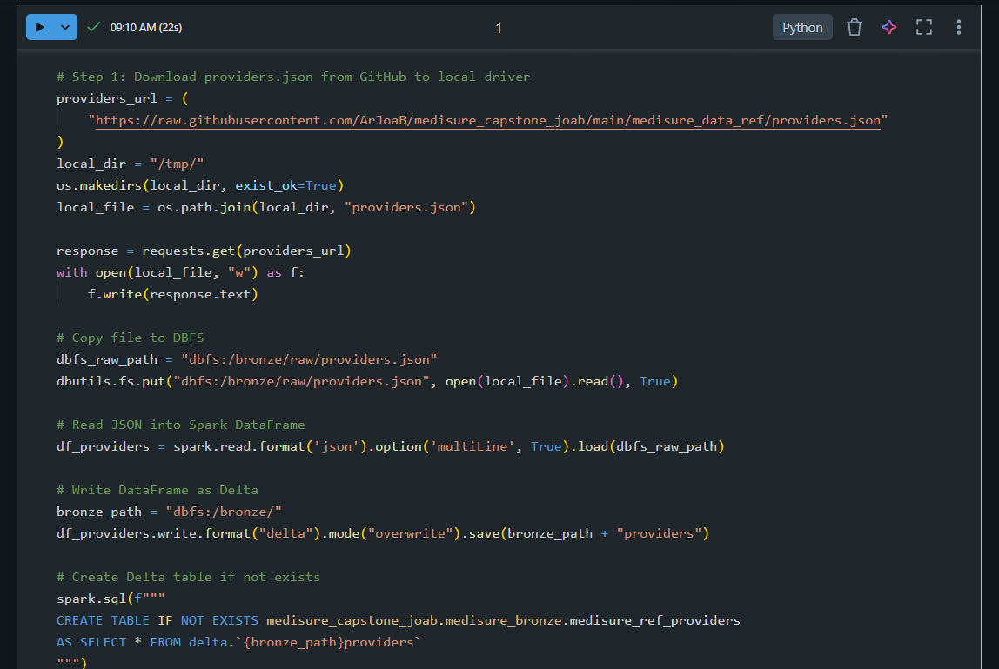 09:10 AM (22s)
1
Python
# Step 1: Download providers.json from GitHub to local driver
providers_url = (
    "https://raw.githubusercontent.com/ArJoaB/medisure_capstone_joab/main/medisure_data_ref/providers.json"
)
local_dir = "/tmp/"
os.makedirs(local_dir, exist_ok=True)
local_file = os.path.join(local_dir, "providers.json")
response = requests.get(providers_url)
with open(local_file, "w") as f:
    f.write(response.text)
# Copy file to DBFS
dbfs_raw_path = "dbfs:/bronze/raw/providers.json"
dbutils.fs.put("dbfs:/bronze/raw/providers.json", open(local_file).read(), True)
# Read JSON into Spark DataFrame
df_providers = spark.read.format('json').option('multiLine', True).load(dbfs_raw_path)
# Write DataFrame as Delta
bronze_path = "dbfs:/bronze/"
df_providers.write.format("delta").mode("overwrite").save(bronze_path + "providers")
# Create Delta table if not exists
spark.sql(f"""
CREATE TABLE IF NOT EXISTS medisure_capstone_joab.medisure_bronze.medisure_ref_providers
AS SELECT * FROM delta.`{bronze_path}providers`
""")